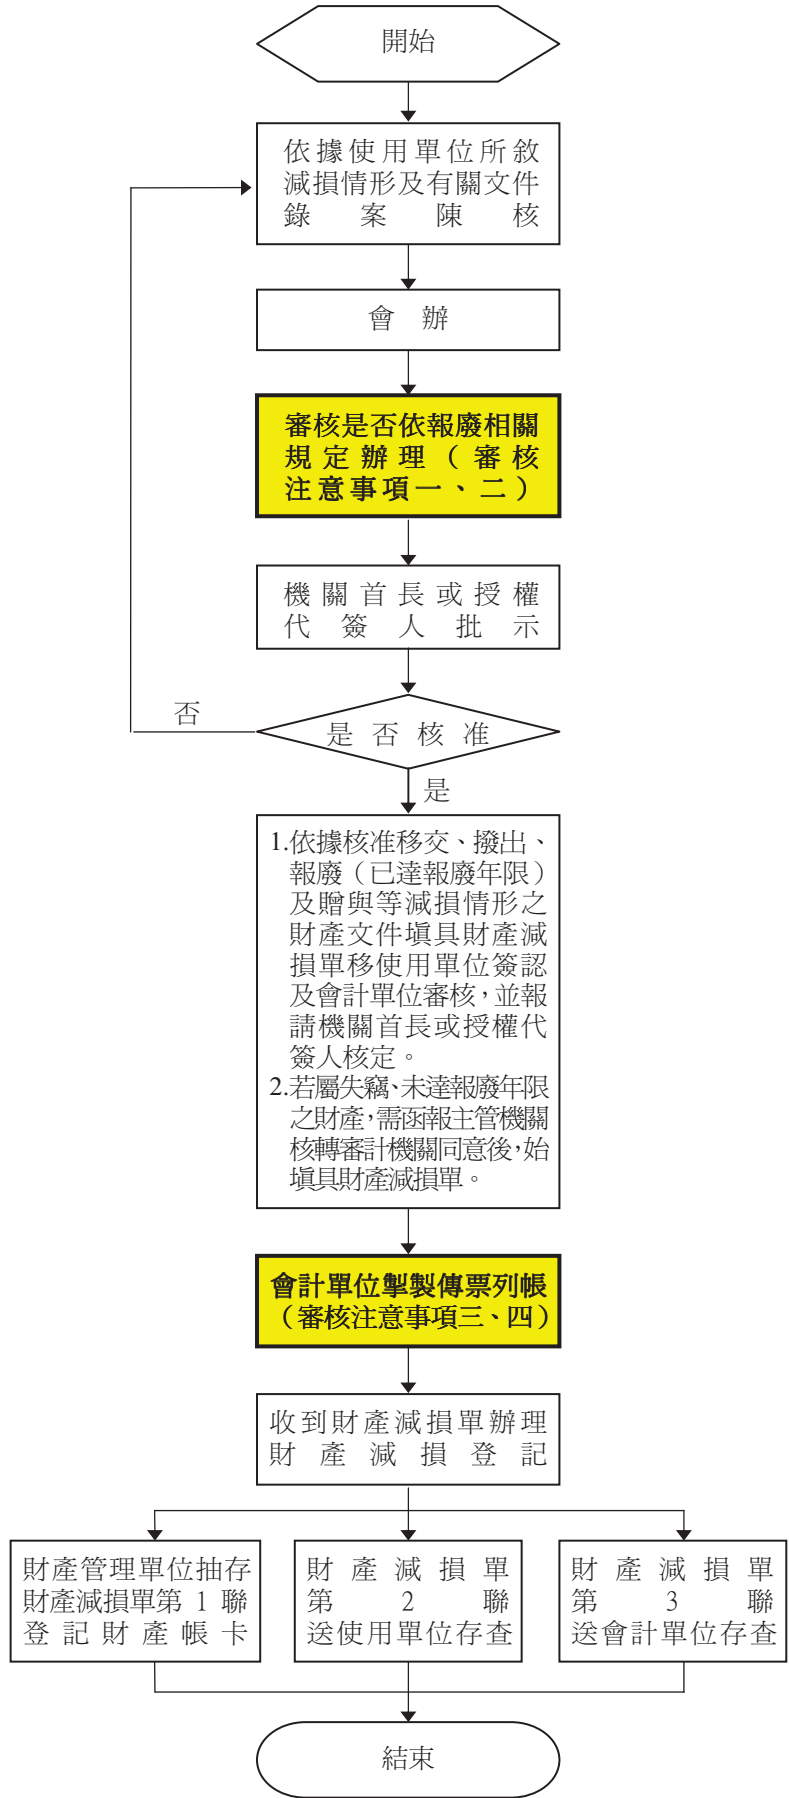 開始
依據使用單位所敘
減損情形及有關文件
錄案陳核
會辦
審核是否依報廢相關
規定辦理（審核
注意事項一、二）
機關首長或授權
代簽人批示
否
是否核准
是
1.依據核准移交、撥出、
報廢（已達報廢年限）
及贈與等減損情形之
財產文件填具財產減
損單移使用單位簽認
及會計單位審核，並報
請機關首長或授權代
簽人核定。
2.若屬失竊、未達報廢年限
之財產，需函報主管機關
核轉審計機關同意後，始
填具財產減損單。
會計單位掣製傳票列帳
（審核注意事項三、四）
收到財產減損單辦理
財產減損登記
財產管理單位抽存
財產減損單第1聯
登記財產帳卡
財產減損單
第2聯
送使用單位存查
財產減損單
第3聯
送會計單位存查
結束